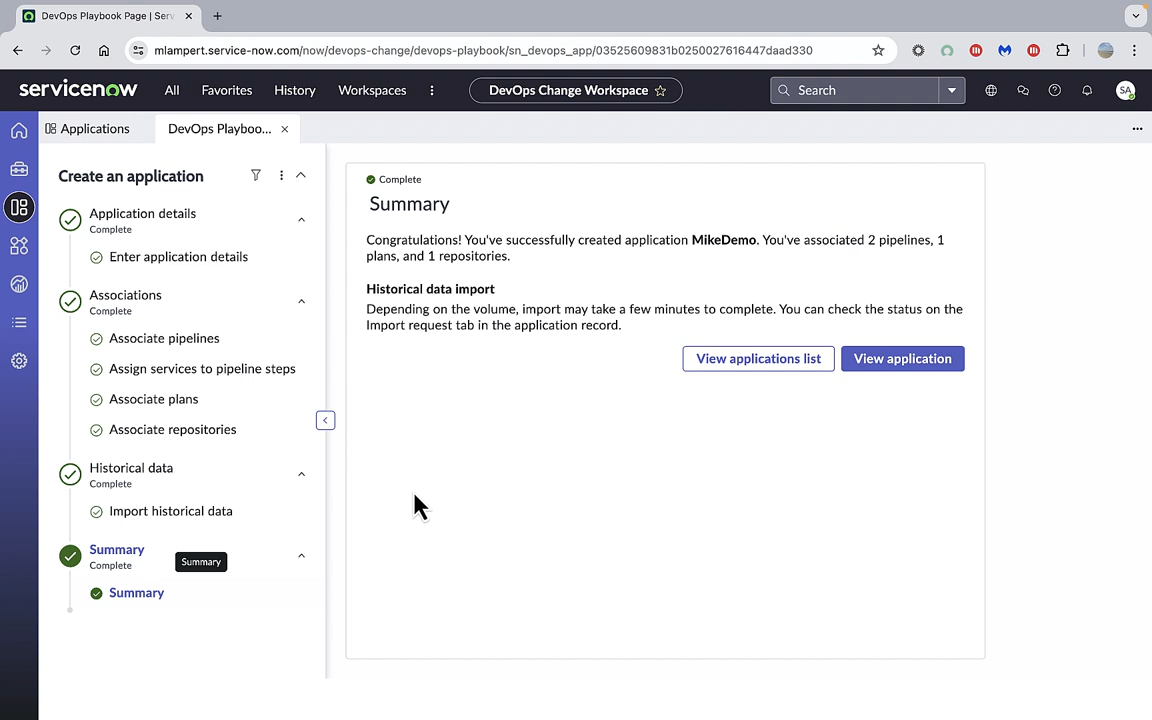 DevOps Playbook Page | Serv
mlampert.service-now.com/now/devops-change/devops-playbook/sn_devops_app/03525609831b0250027616447daad330
servicenow
All
Favorites
History
Workspaces
DevOps Change Workspace
Search
SA
Applications
DevOps Playboo...
Create an application
Application details
Complete
Enter application details
Associations
Complete
Associate pipelines
Assign services to pipeline steps
Associate plans
Associate repositories
Historical data
Complete
Import historical data
Summary
Complete
Summary
Summary
Complete
Summary
Congratulations! You've successfully created application MikeDemo. You've associated 2 pipelines, 1
plans, and 1 repositories.
Historical data import
Depending on the volume, import may take a few minutes to complete. You can check the status on the
Import request tab in the application record.
View applications list
View application